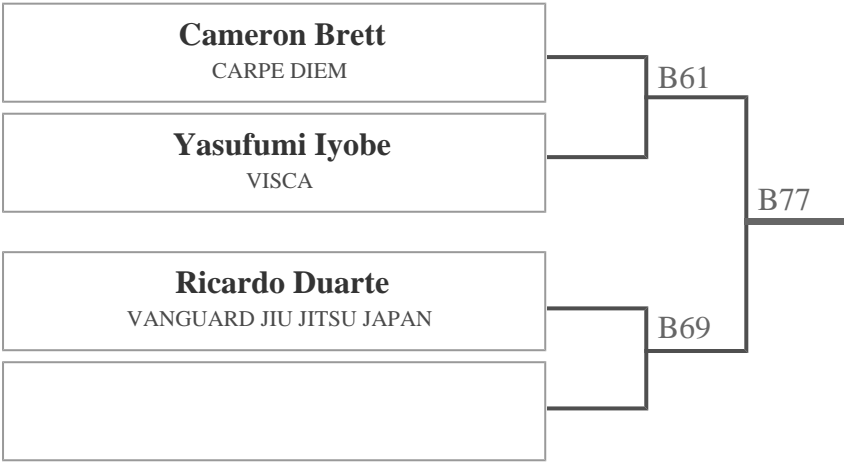 Cameron Brett
CARPE DIEM
B61
Yasufumi Iyobe
VISCA
B77
Ricardo Duarte
VANGUARD JIU JITSU JAPAN
B69